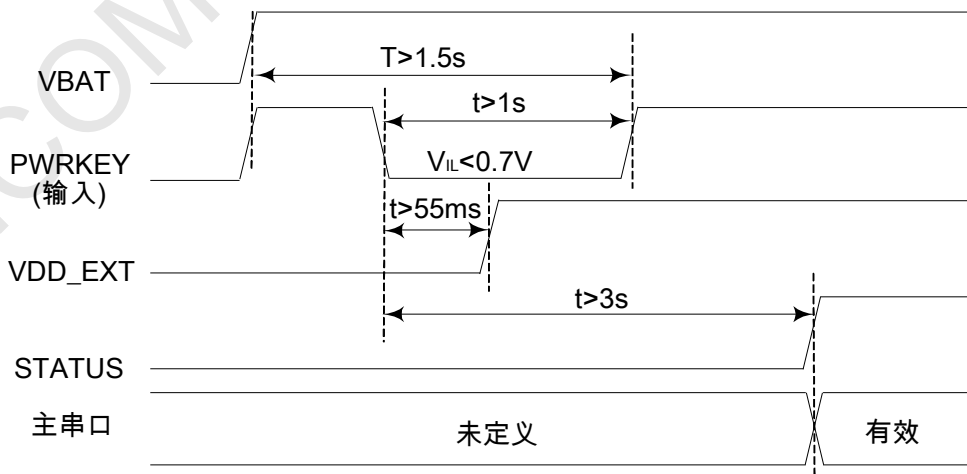 COM
VBAT
T>1.5s
t>1s
PWRKEY
(输入)
VIL<0.7V
t>55ms
VDD_EXT
t>3s
STATUS
主串口
未定义
有效